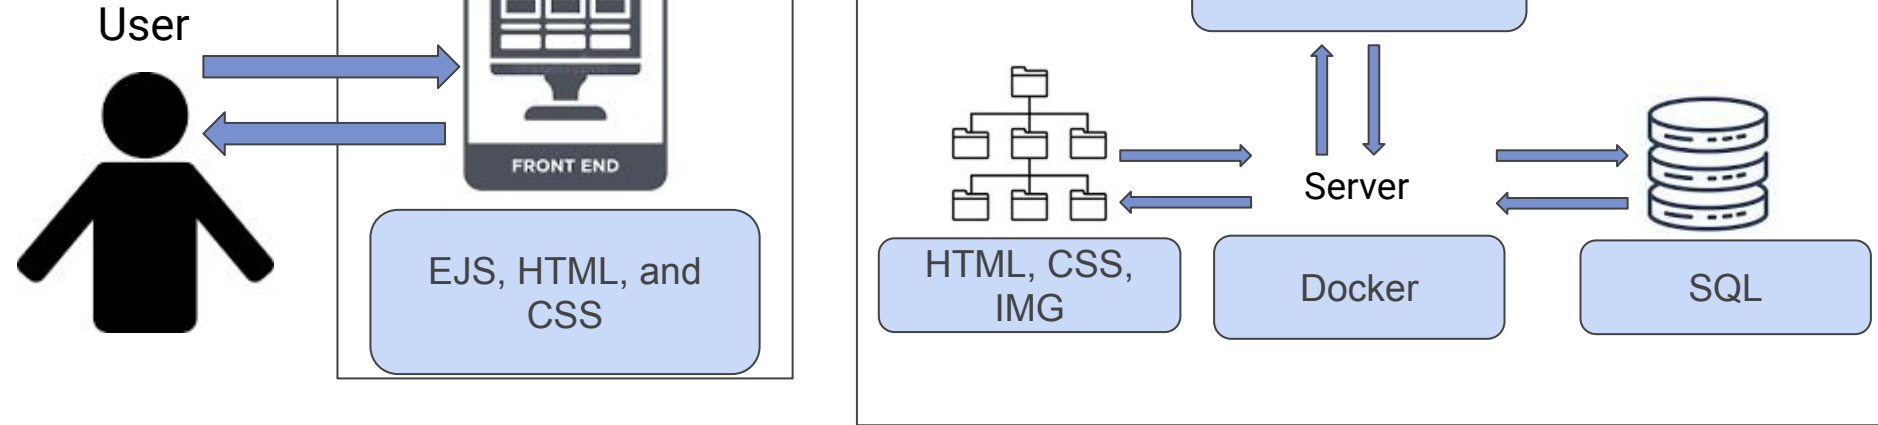 User
FRONT END
EJS, HTML, and
CSS
Server
HTML, CSS,
IMG
Docker
SQL